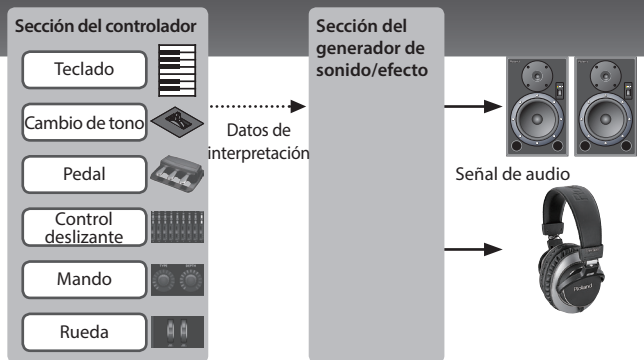 Sección del controlador
Teclado
Cambio de tono
Pedal
Control
deslizante
Mando
Rueda
Datos de
interpretación
Sección del
generador de
sonido/efecto
Señal de audio
Roland